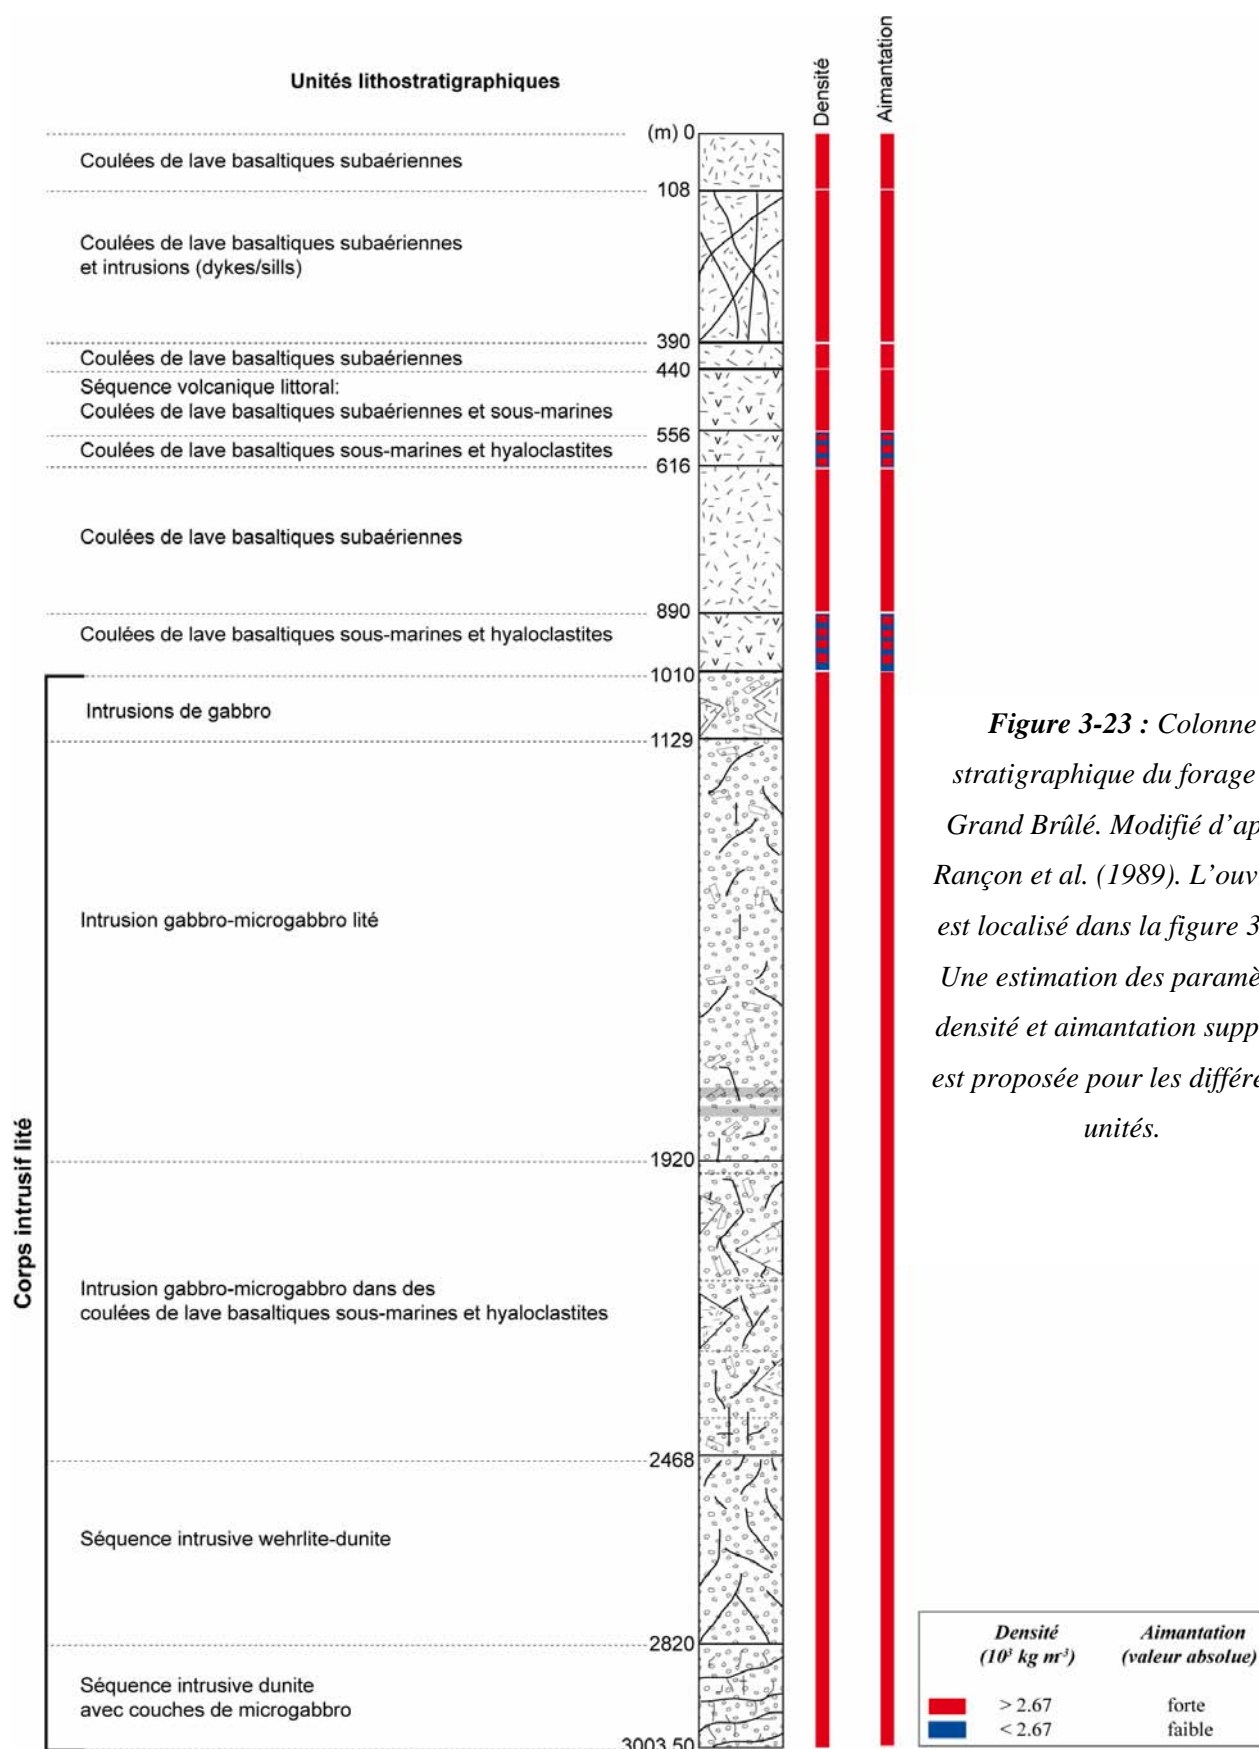 Unités lithostratigraphiques
Densité
Aimantation
(m) 0
Coulées de lave basaltiques subaériennes
108
Coulées de lave basaltiques subaériennes
et intrusions (dykes/sills)
390
Coulées de lave basaltiques subaériennes
440
Séquence volcanique littoral:
Coulées de lave basaltiques subaériennes et sous-marines
556
Coulées de lave basaltiques sous-marines et hyaloclastites
616
Coulées de lave basaltiques subaériennes
890
Coulées de lave basaltiques sous-marines et hyaloclastites
1010
Intrusions de gabbro
1129
Intrusion gabbro-microgabbro lité
1920
Corps intrusif lité
Intrusion gabbro-microgabbro dans des
coulées de lave basaltiques sous-marines et hyaloclastites
2468
Séquence intrusive wehrlite-dunite
2820
Séquence intrusive dunite
avec couches de microgabbro
3003.50
Figure 3-23 : Colonne
stratigraphique du forage
Grand Brûlé. Modifié d'ap
Rançon et al. (1989). L'ouv
est localisé dans la figure 3
Une estimation des paramè
densité et aimantation supp
est proposée pour les différe
unités.
Densité Aimantation
(10³ kg m⁻³) (valeur absolue)
> 2.67 forte
< 2.67 faible